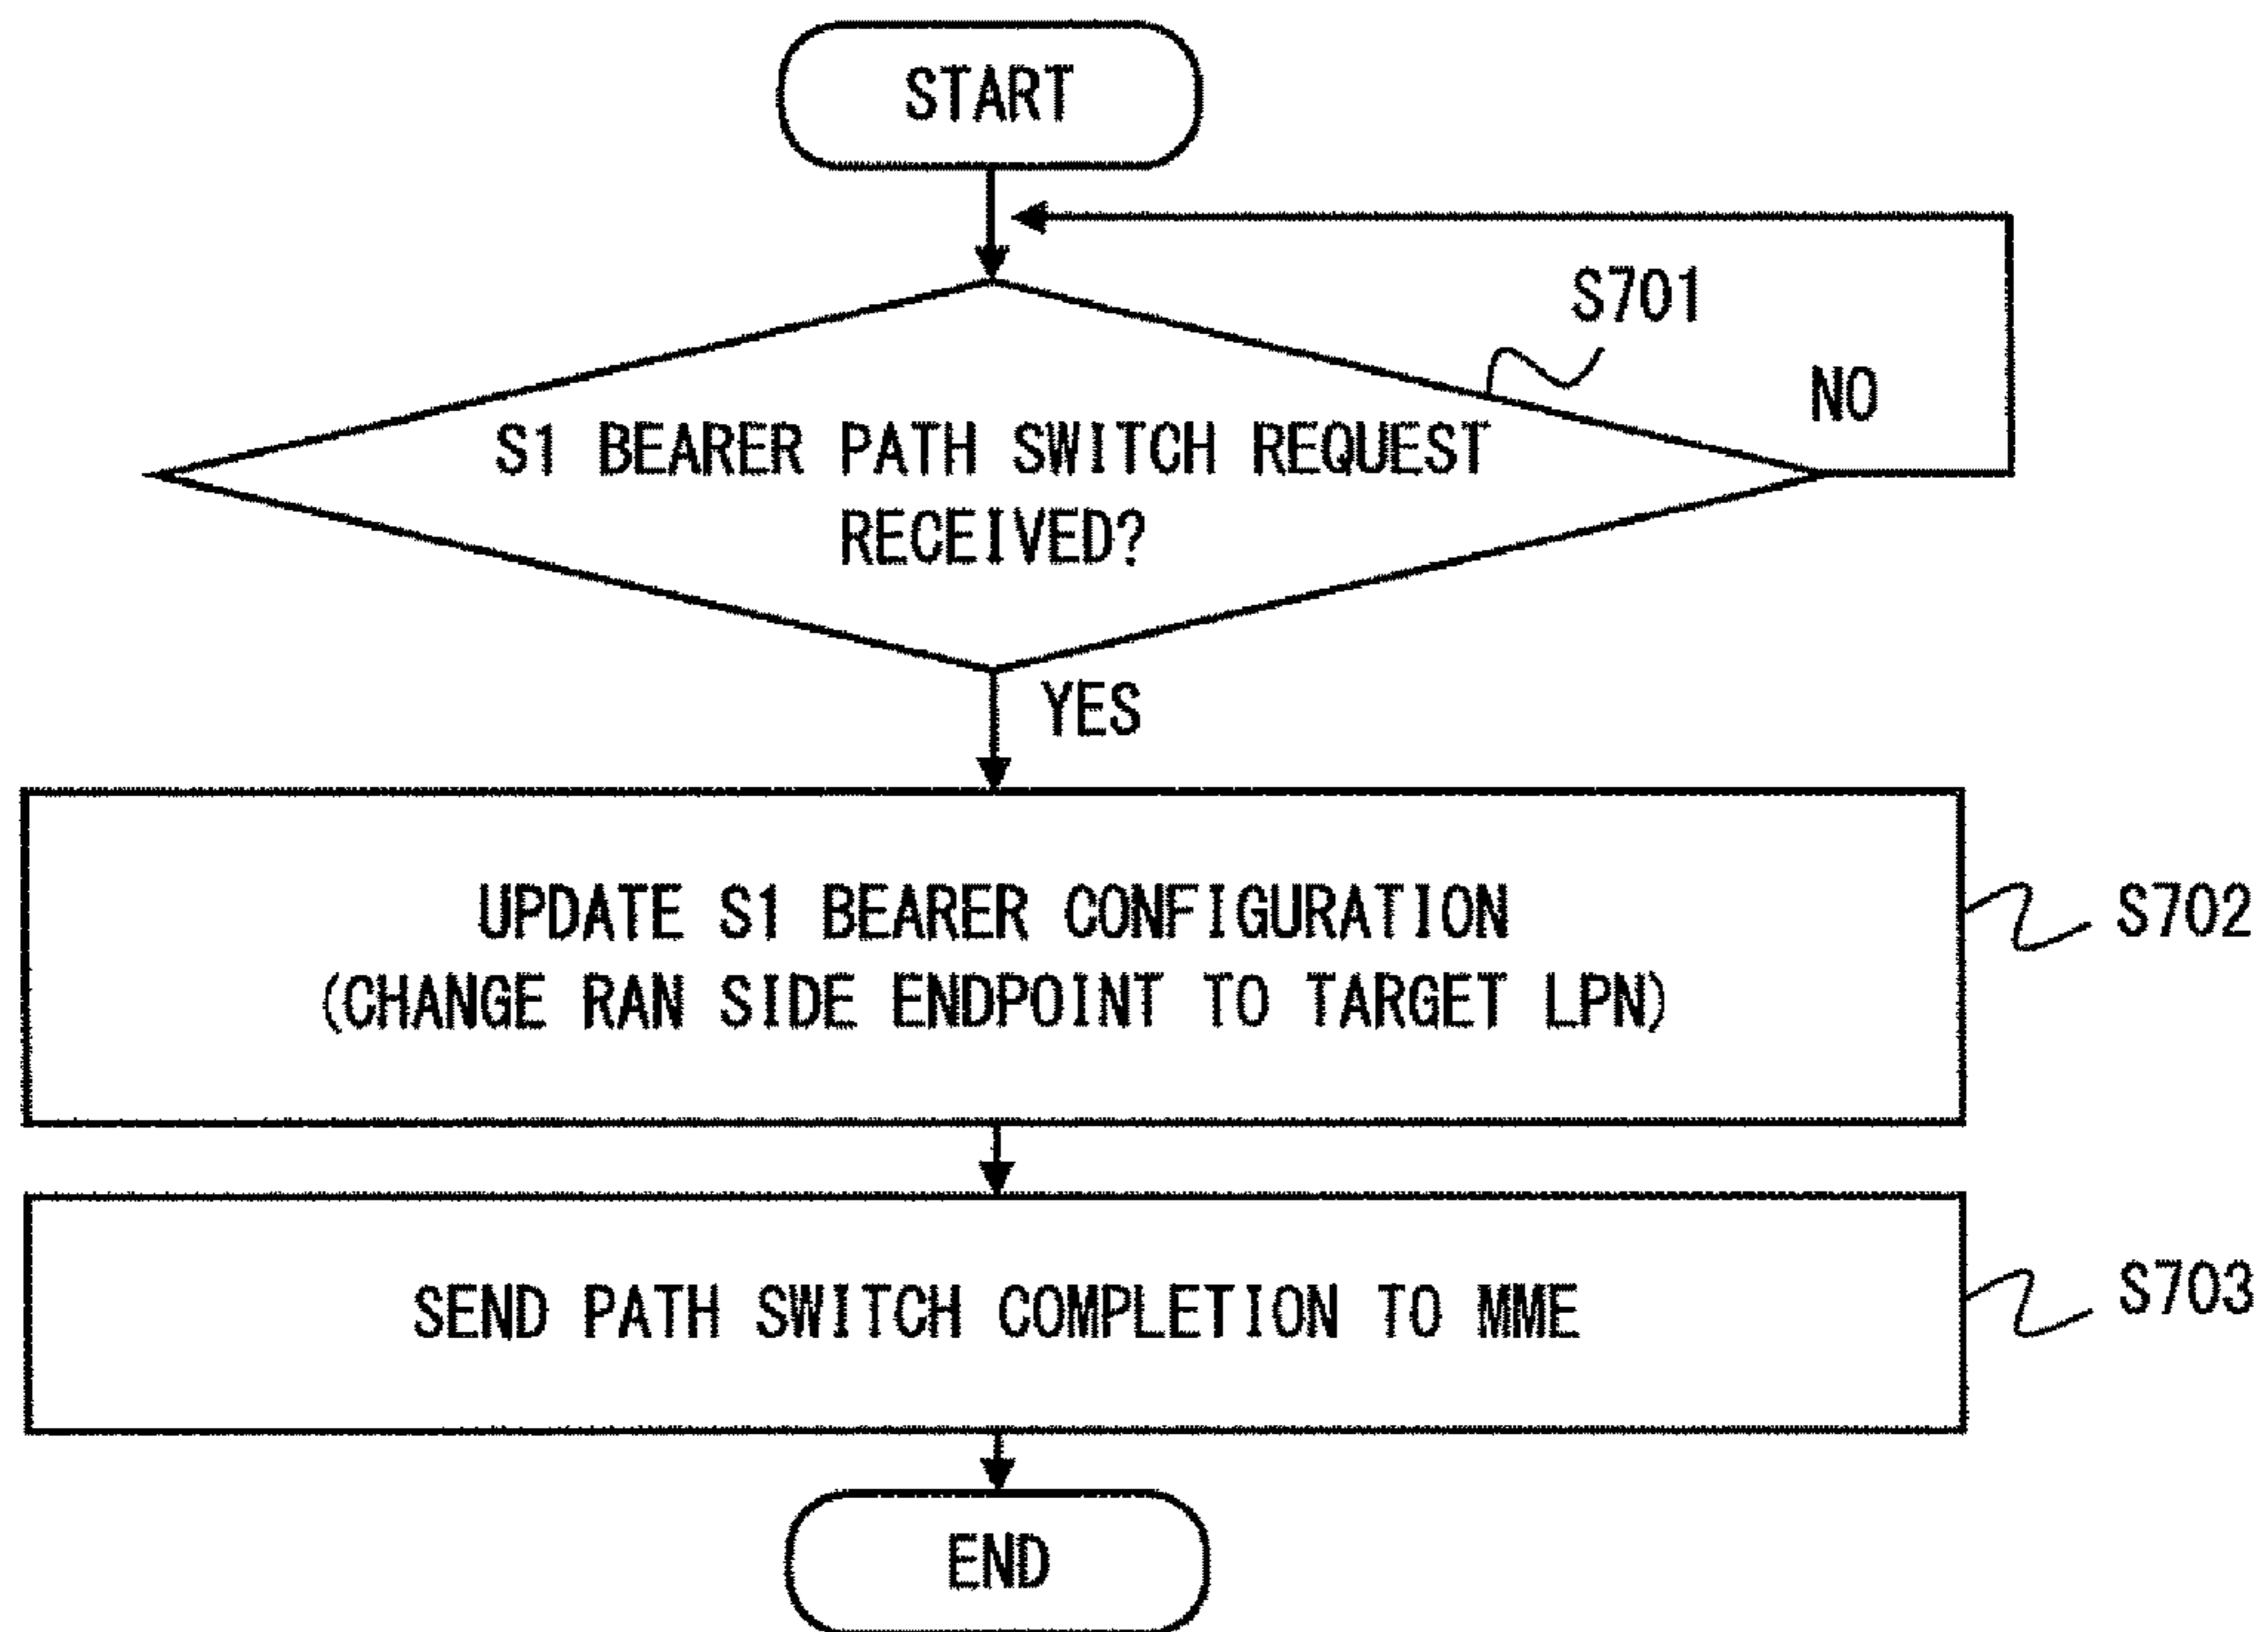 START
S701
NO
S1 BEARER PATH SWITCH REQUEST
RECEIVED?
YES
UPDATE S1 BEARER CONFIGURATION
(CHANGE RAN SIDE ENDPOINT TO TARGET LPN)
S702
SEND PATH SWITCH COMPLETION TO MME
S703
END